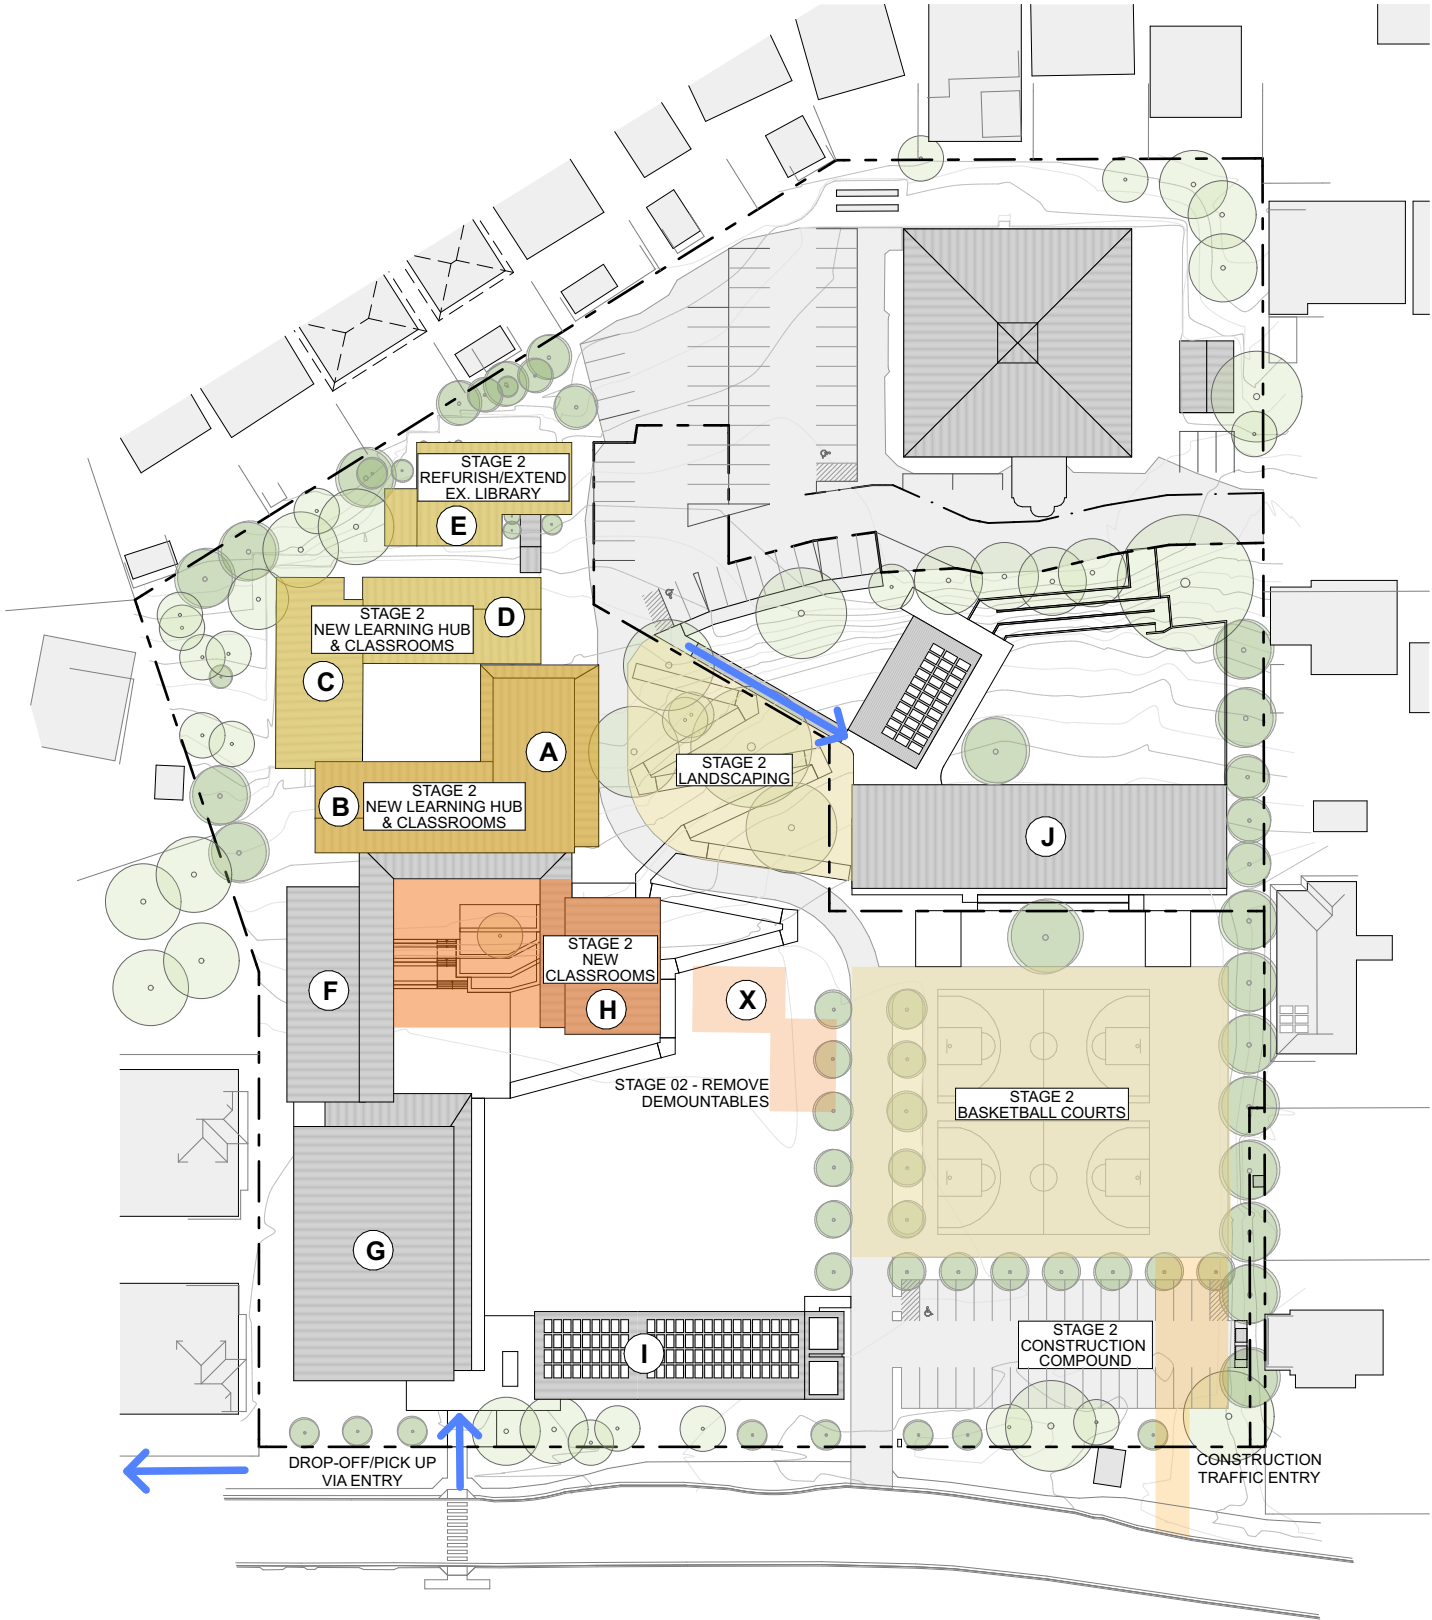 STAGE 2
REFURISH/EXTEND
EX. LIBRARY
E
STAGE 2
NEW LEARNING HUB
& CLASSROOMS
D
C
A
STAGE 2
NEW LEARNING HUB
& CLASSROOMS
B
STAGE 2
LANDSCAPING
J
STAGE 2
NEW
CLASSROOMS
F
H
X
STAGE 02 - REMOVE
DEMOUNTABLES
STAGE 2
BASKETBALL COURTS
G
I
STAGE 2
CONSTRUCTION
COMPOUND
DROP-OFF/PICK UP
VIA ENTRY
CONSTRUCTION
TRAFFIC ENTRY